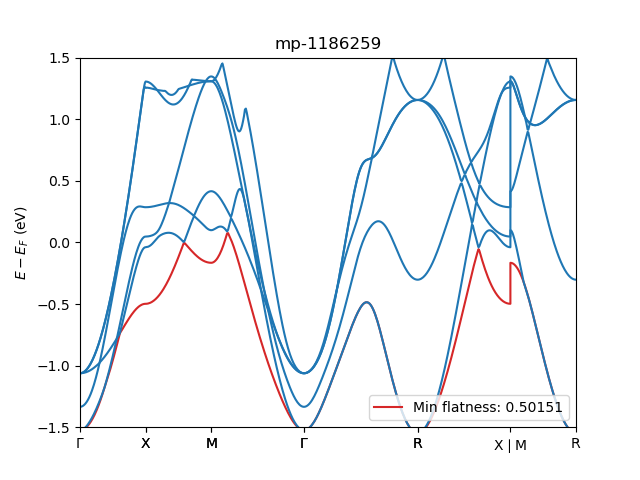 mp-1186259
1.5
1.0
0.5
0.0
−0.5
−1.0
−1.5
E − E_F (eV)
Min flatness: 0.50151
Γ X M Γ R X | M R